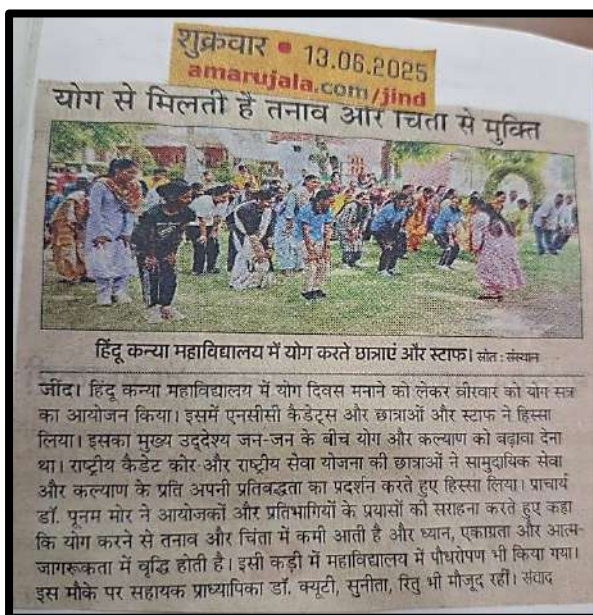 शुक्रवार • 13.06.2025
amarujala.com/jind
योग से मिलती है तनाव और चिंता से मुक्ति
हिंदू कन्या महाविद्यालय में योग करते छात्राएं और स्टाफ। स्रोत : संस्थान
जींद। हिंदू कन्या महाविद्यालय में योग दिवस मनाने को लेकर वीरवार को योग सत्र
का आयोजन किया। इसमें एनसीसी कैडेट्स और छात्राओं और स्टाफ ने हिस्सा
लिया। इसका मुख्य उद्देश्य जन-जन के बीच योग और कल्याण को बढ़ावा देना
था। राष्ट्रीय कैडेट कोर और राष्ट्रीय सेवा योजना की छात्राओं ने सामुदायिक सेवा
और कल्याण के प्रति अपनी प्रतिबद्धता का प्रदर्शन करते हुए हिस्सा लिया। प्राचार्य
डॉ. पूनम मोर ने आयोजकों और प्रतिभागियों के प्रयासों की सराहना करते हुए कहा
कि योग करने से तनाव और चिंता में कमी आती है और ध्यान, एकाग्रता और आत्म-
जागरूकता में वृद्धि होती है। इसी कड़ी में महाविद्यालय में पौधरोपण भी किया गया।
इस मौके पर सहायक प्राध्यापिका डॉ. क्यूटी, सुनीता, रितु भी मौजूद रहीं। संवाद